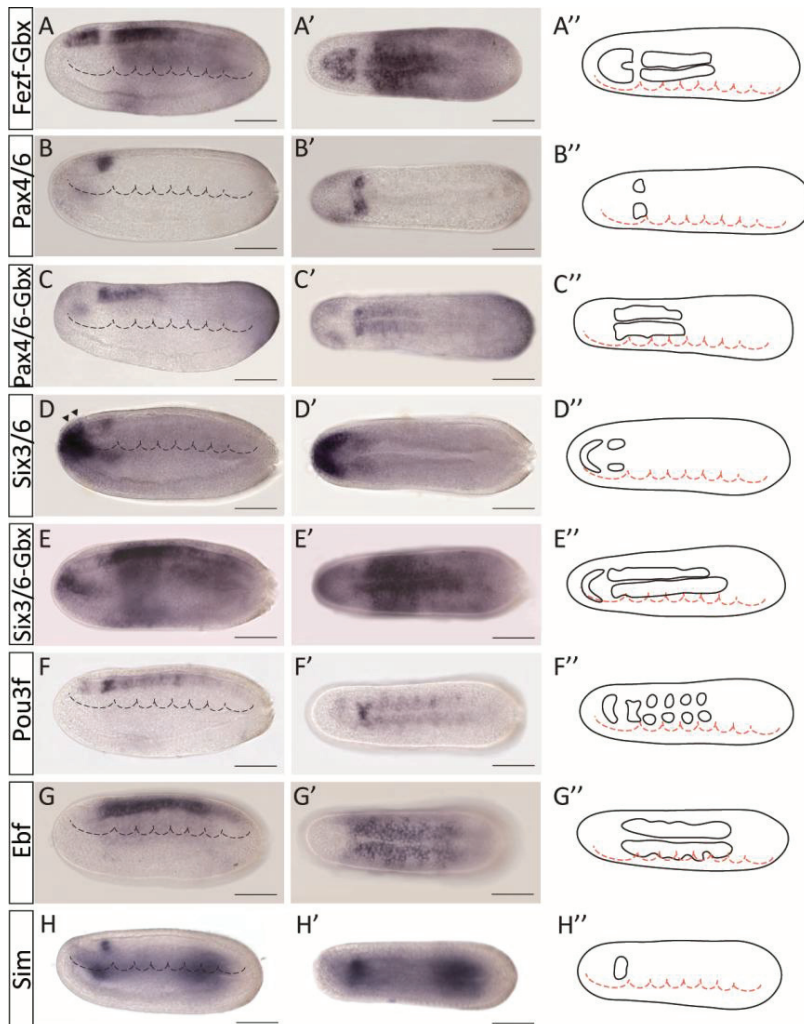 Fezf-Gbx A A' A''
Pax4/6 B B' B''
Pax4/6-Gbx C C' C''
Six3/6 D D' D''
Six3/6-Gbx E E' E''
Pou3f F F' F''
Ebf G G' G''
Sim H H' H''